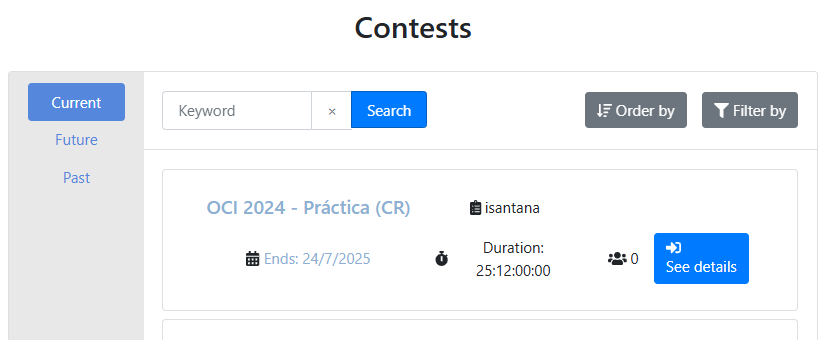 Contests
Current
Future
Past
Keyword × Search
Order by
Filter by
OCI 2024 - Práctica (CR)
isantana
Ends: 24/7/2025
Duration:
25:12:00:00
0
See details